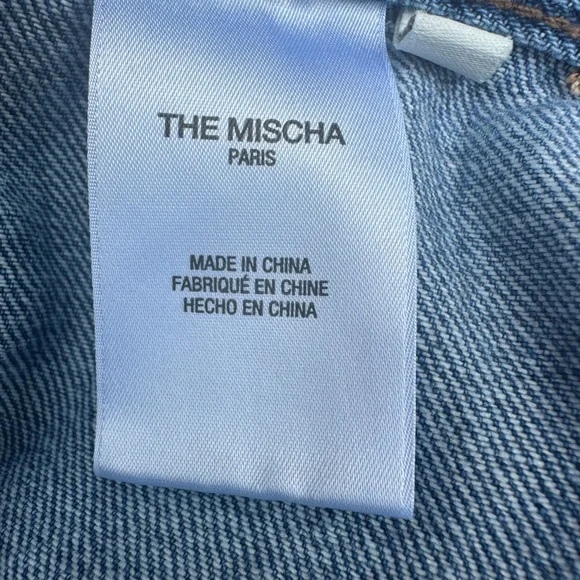 THE MISCHA
PARIS
MADE IN CHINA
FABRIQUÉ EN CHINE
HECHO EN CHINA